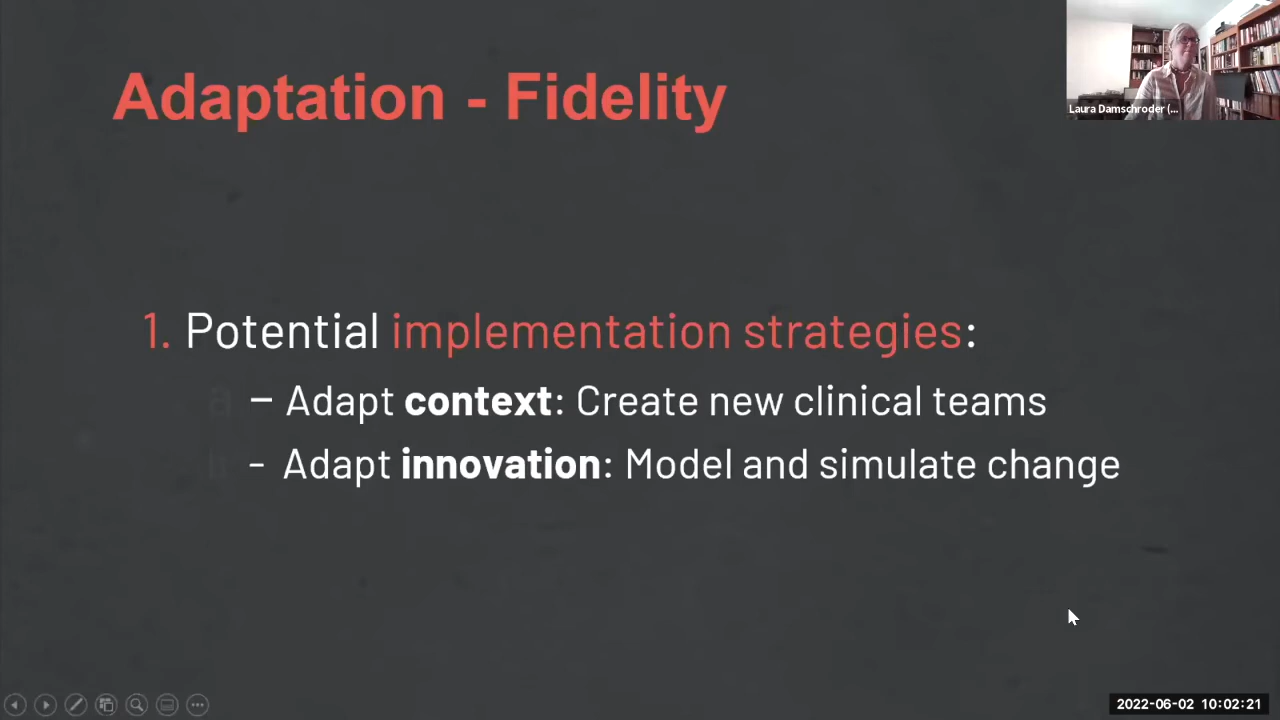 Adaptation - Fidelity
Laura Damschroder (...
1. Potential implementation strategies:
– Adapt context: Create new clinical teams
- Adapt innovation: Model and simulate change
2022-06-02 10:02:21